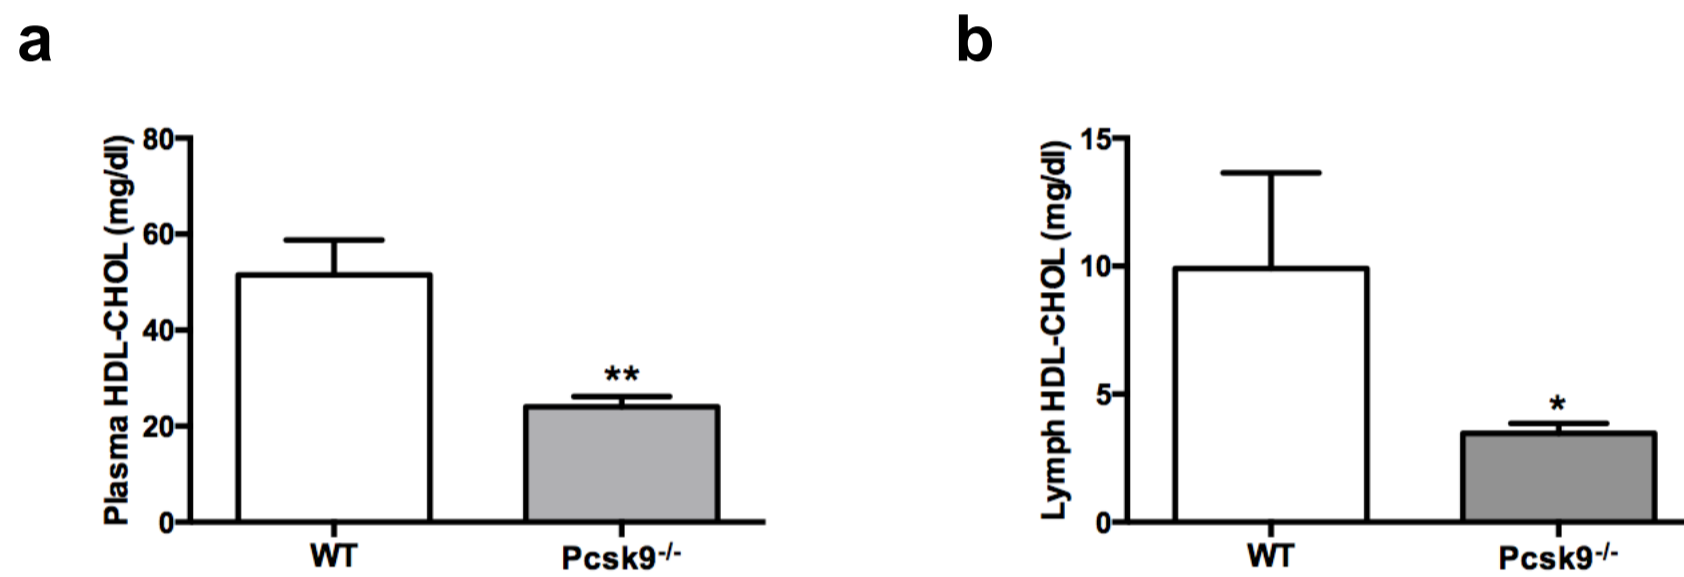 a
b
Plasma HDL-CHOL (mg/dl)
80
60
40
20
0
**
WT
Pcsk9-/-
Lymph HDL-CHOL (mg/dl)
15
10
5
0
*
WT
Pcsk9-/-